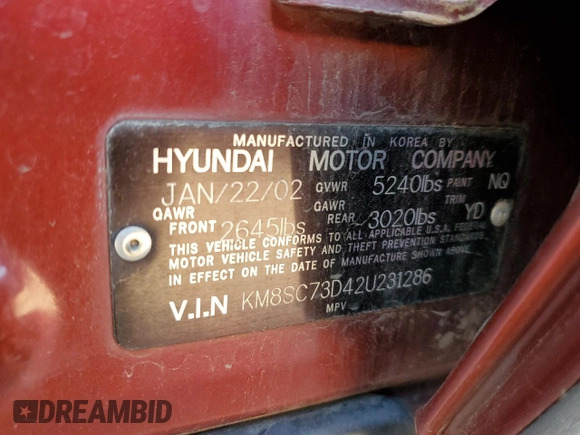 MANUFACTURED IN KOREA BY
HYUNDAI MOTOR COMPANY
JAN/22/02 GVWR 5240lbs PAINT NQ
GAWR FRONT 2645lbs GAWR REAR 3020lbs TRIM YD
THIS VEHICLE CONFORMS TO ALL APPLICABLE U.S.A. FEDERAL
MOTOR VEHICLE SAFETY AND THEFT PREVENTION STANDARDS
IN EFFECT ON THE DATE OF MANUFACTURE SHOWN ABOVE.
V.I.N KM8SC73D42U231286
MPV
DREAMBID